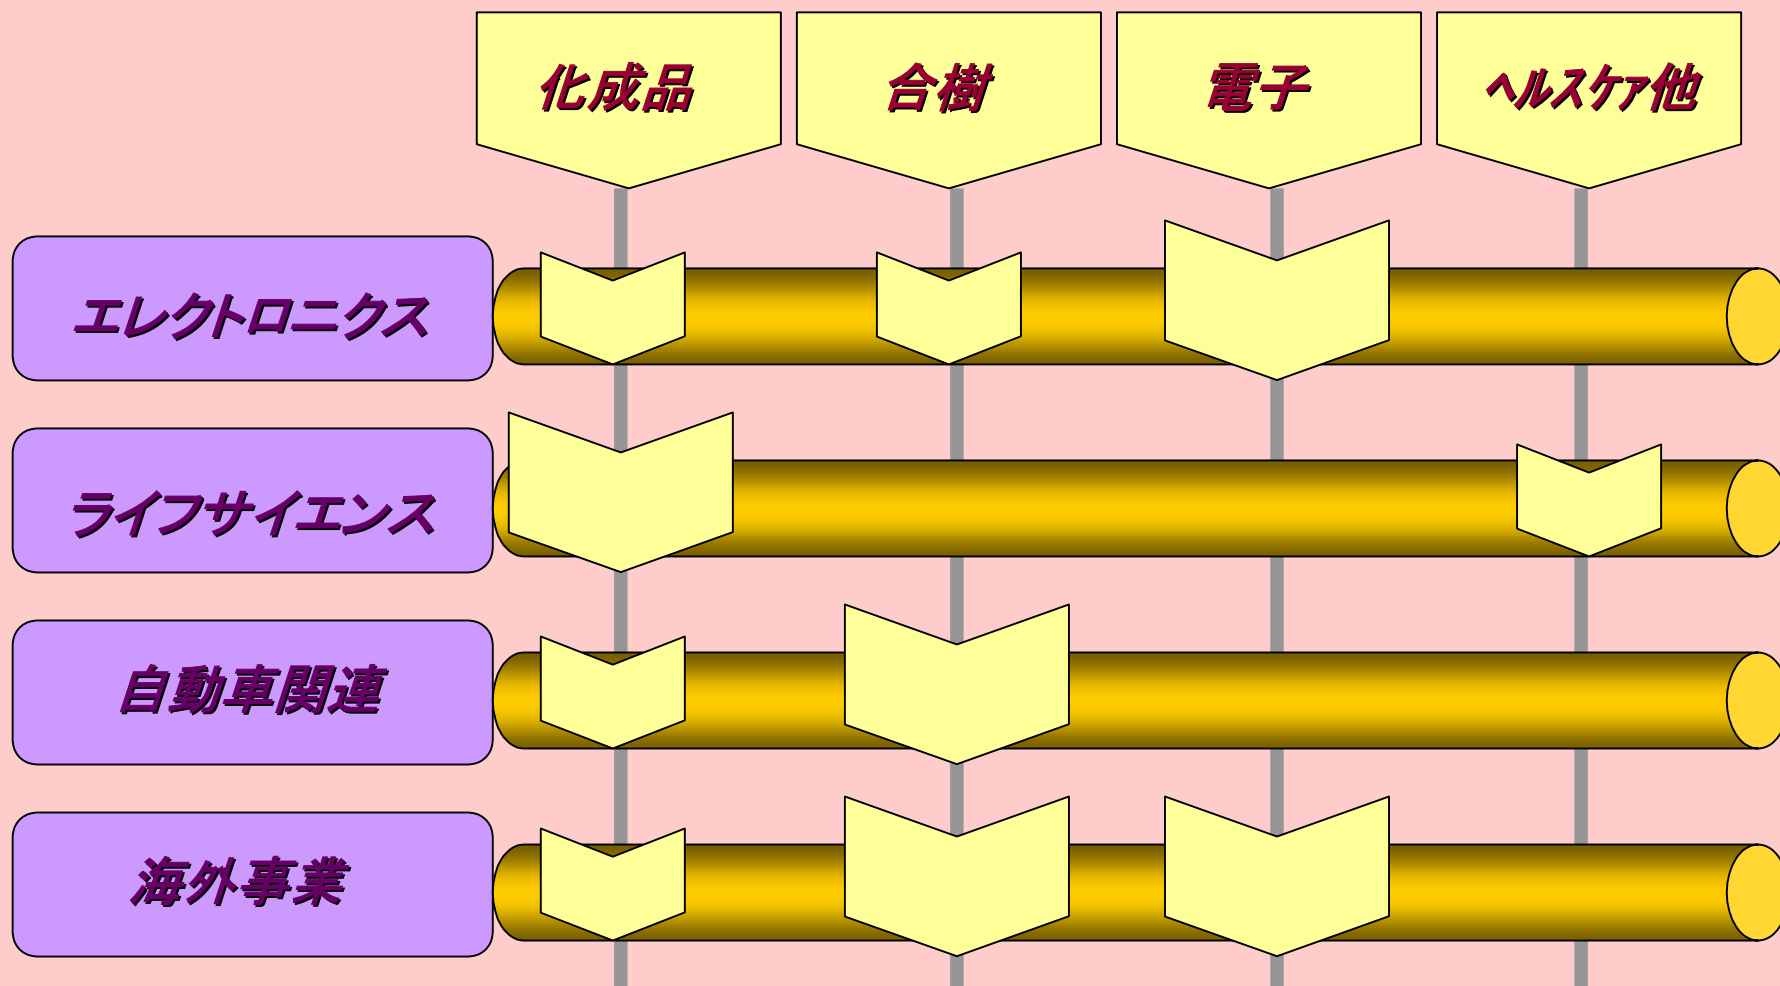 化成品
合樹
電子
ﾍﾙｽｹｱ他
エレクトロニクス
ライフサイエンス
自動車関連
海外事業